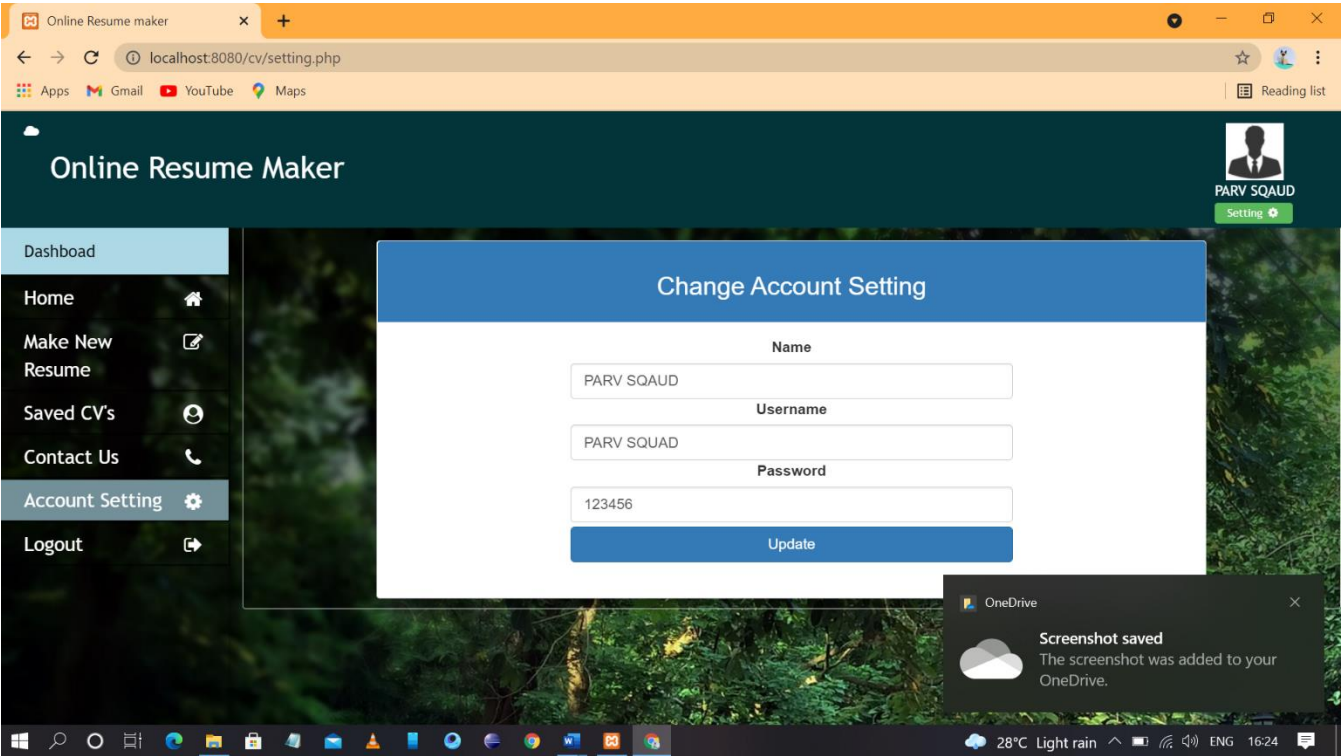 Online Resume maker
localhost:8080/cv/setting.php
Apps Gmail YouTube Maps Reading list
Online Resume Maker
PARV SQAUD
Setting
Dashboad
Home
Make New
Resume
Saved CV's
Contact Us
Account Setting
Logout
Change Account Setting
Name
PARV SQAUD
Username
PARV SQUAD
Password
123456
Update
OneDrive
Screenshot saved
The screenshot was added to your
OneDrive.
28°C Light rain ENG 16:24